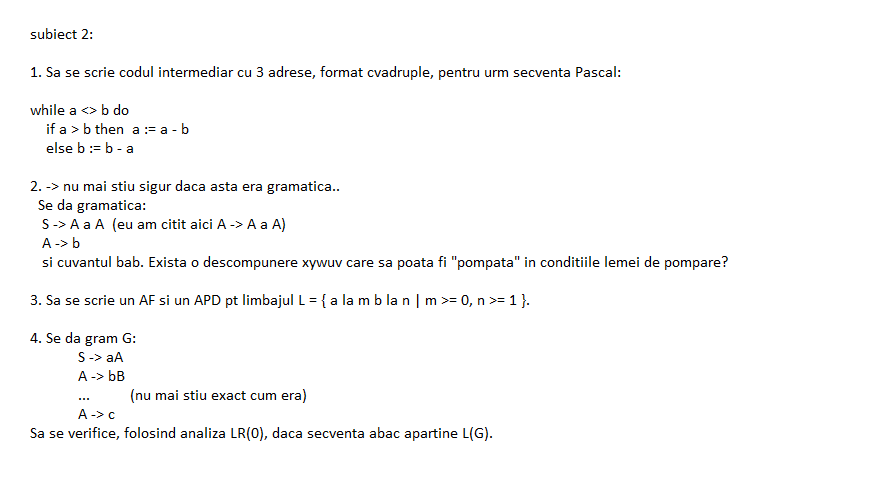 subiect 2:
1. Sa se scrie codul intermediar cu 3 adrese, format cvadruple, pentru urm secventa Pascal:
while a <> b do
if a > b then  a := a - b
else b := b - a
2. -> nu mai stiu sigur daca asta era gramatica..
Se da gramatica:
S -> A a A  (eu am citit aici A -> A a A)
A -> b
si cuvantul bab. Exista o descompunere xywuv care sa poata fi "pompata" in conditiile lemei de pompare?
3. Sa se scrie un AF si un APD pt limbajul L = { a la m b la n | m >= 0, n >= 1 }.
4. Se da gram G:
S -> aA
A -> bB
...          (nu mai stiu exact cum era)
A -> c
Sa se verifice, folosind analiza LR(0), daca secventa abac apartine L(G).